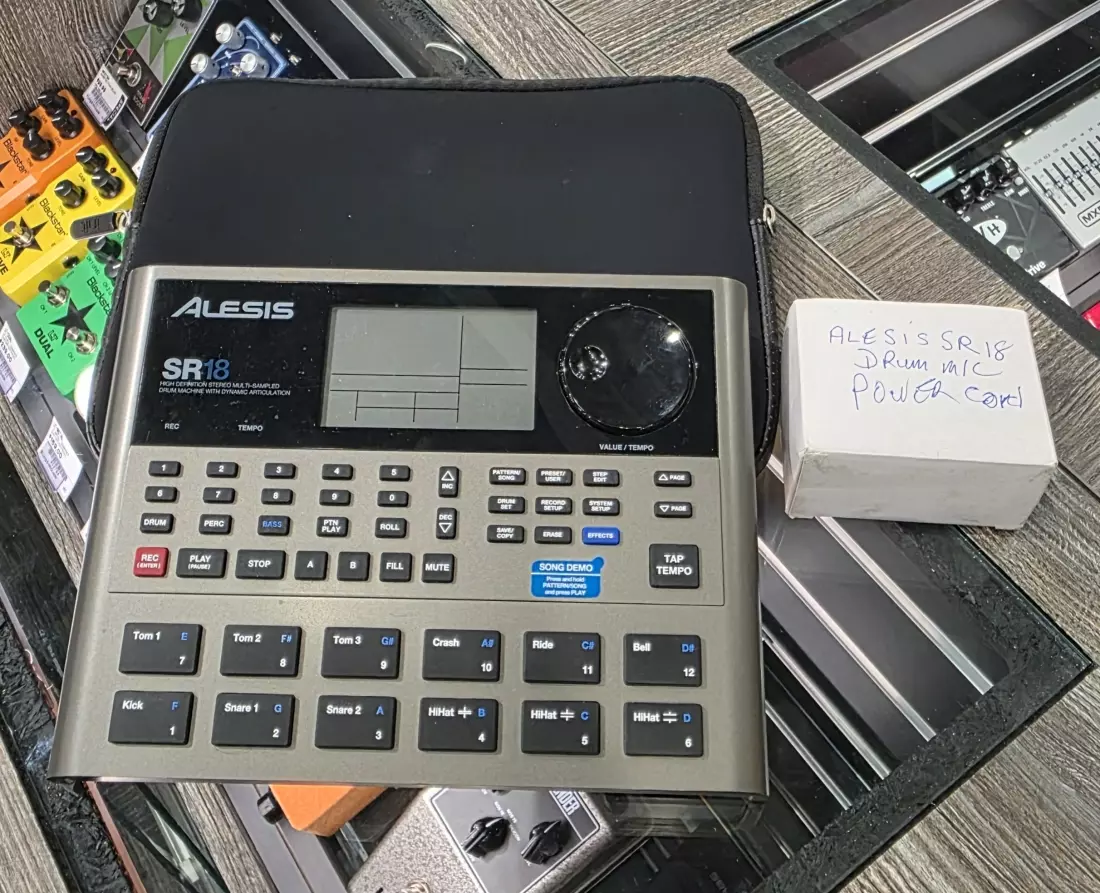 Blackstar
Blackstar
Blackstar
DUAL
ALESIS
SR18
HIGH DEFINITION STEREO MULTI-SAMPLED
DRUM MACHINE WITH DYNAMIC ARTICULATION
REC
TEMPO
VALUE / TEMPO
1
2
3
4
5
INC
PATTERN/
SONG
PRESET/
USER
STEP
EDIT
PAGE
6
7
8
9
0
DEC
DRUM
SET
RECORD
SETUP
SYSTEM
SETUP
PAGE
DRUM
PERC
BASS
PTN
PLAY
ROLL
SAVE/
COPY
ERASE
EFFECTS
REC
(ENTER)
PLAY
(PAUSE)
STOP
A
B
FILL
MUTE
SONG DEMO
Press and hold
PATTERN/SONG
and press PLAY
TAP
TEMPO
Tom 1 E
7
Tom 2 F#
8
Tom 3 G#
9
Crash A#
10
Ride C#
11
Bell D#
12
Kick F
1
Snare 1 G
2
Snare 2 A
3
HiHat B
4
HiHat C
5
HiHat D
6
ALESIS SR18
DRUM M/C
POWER Cord